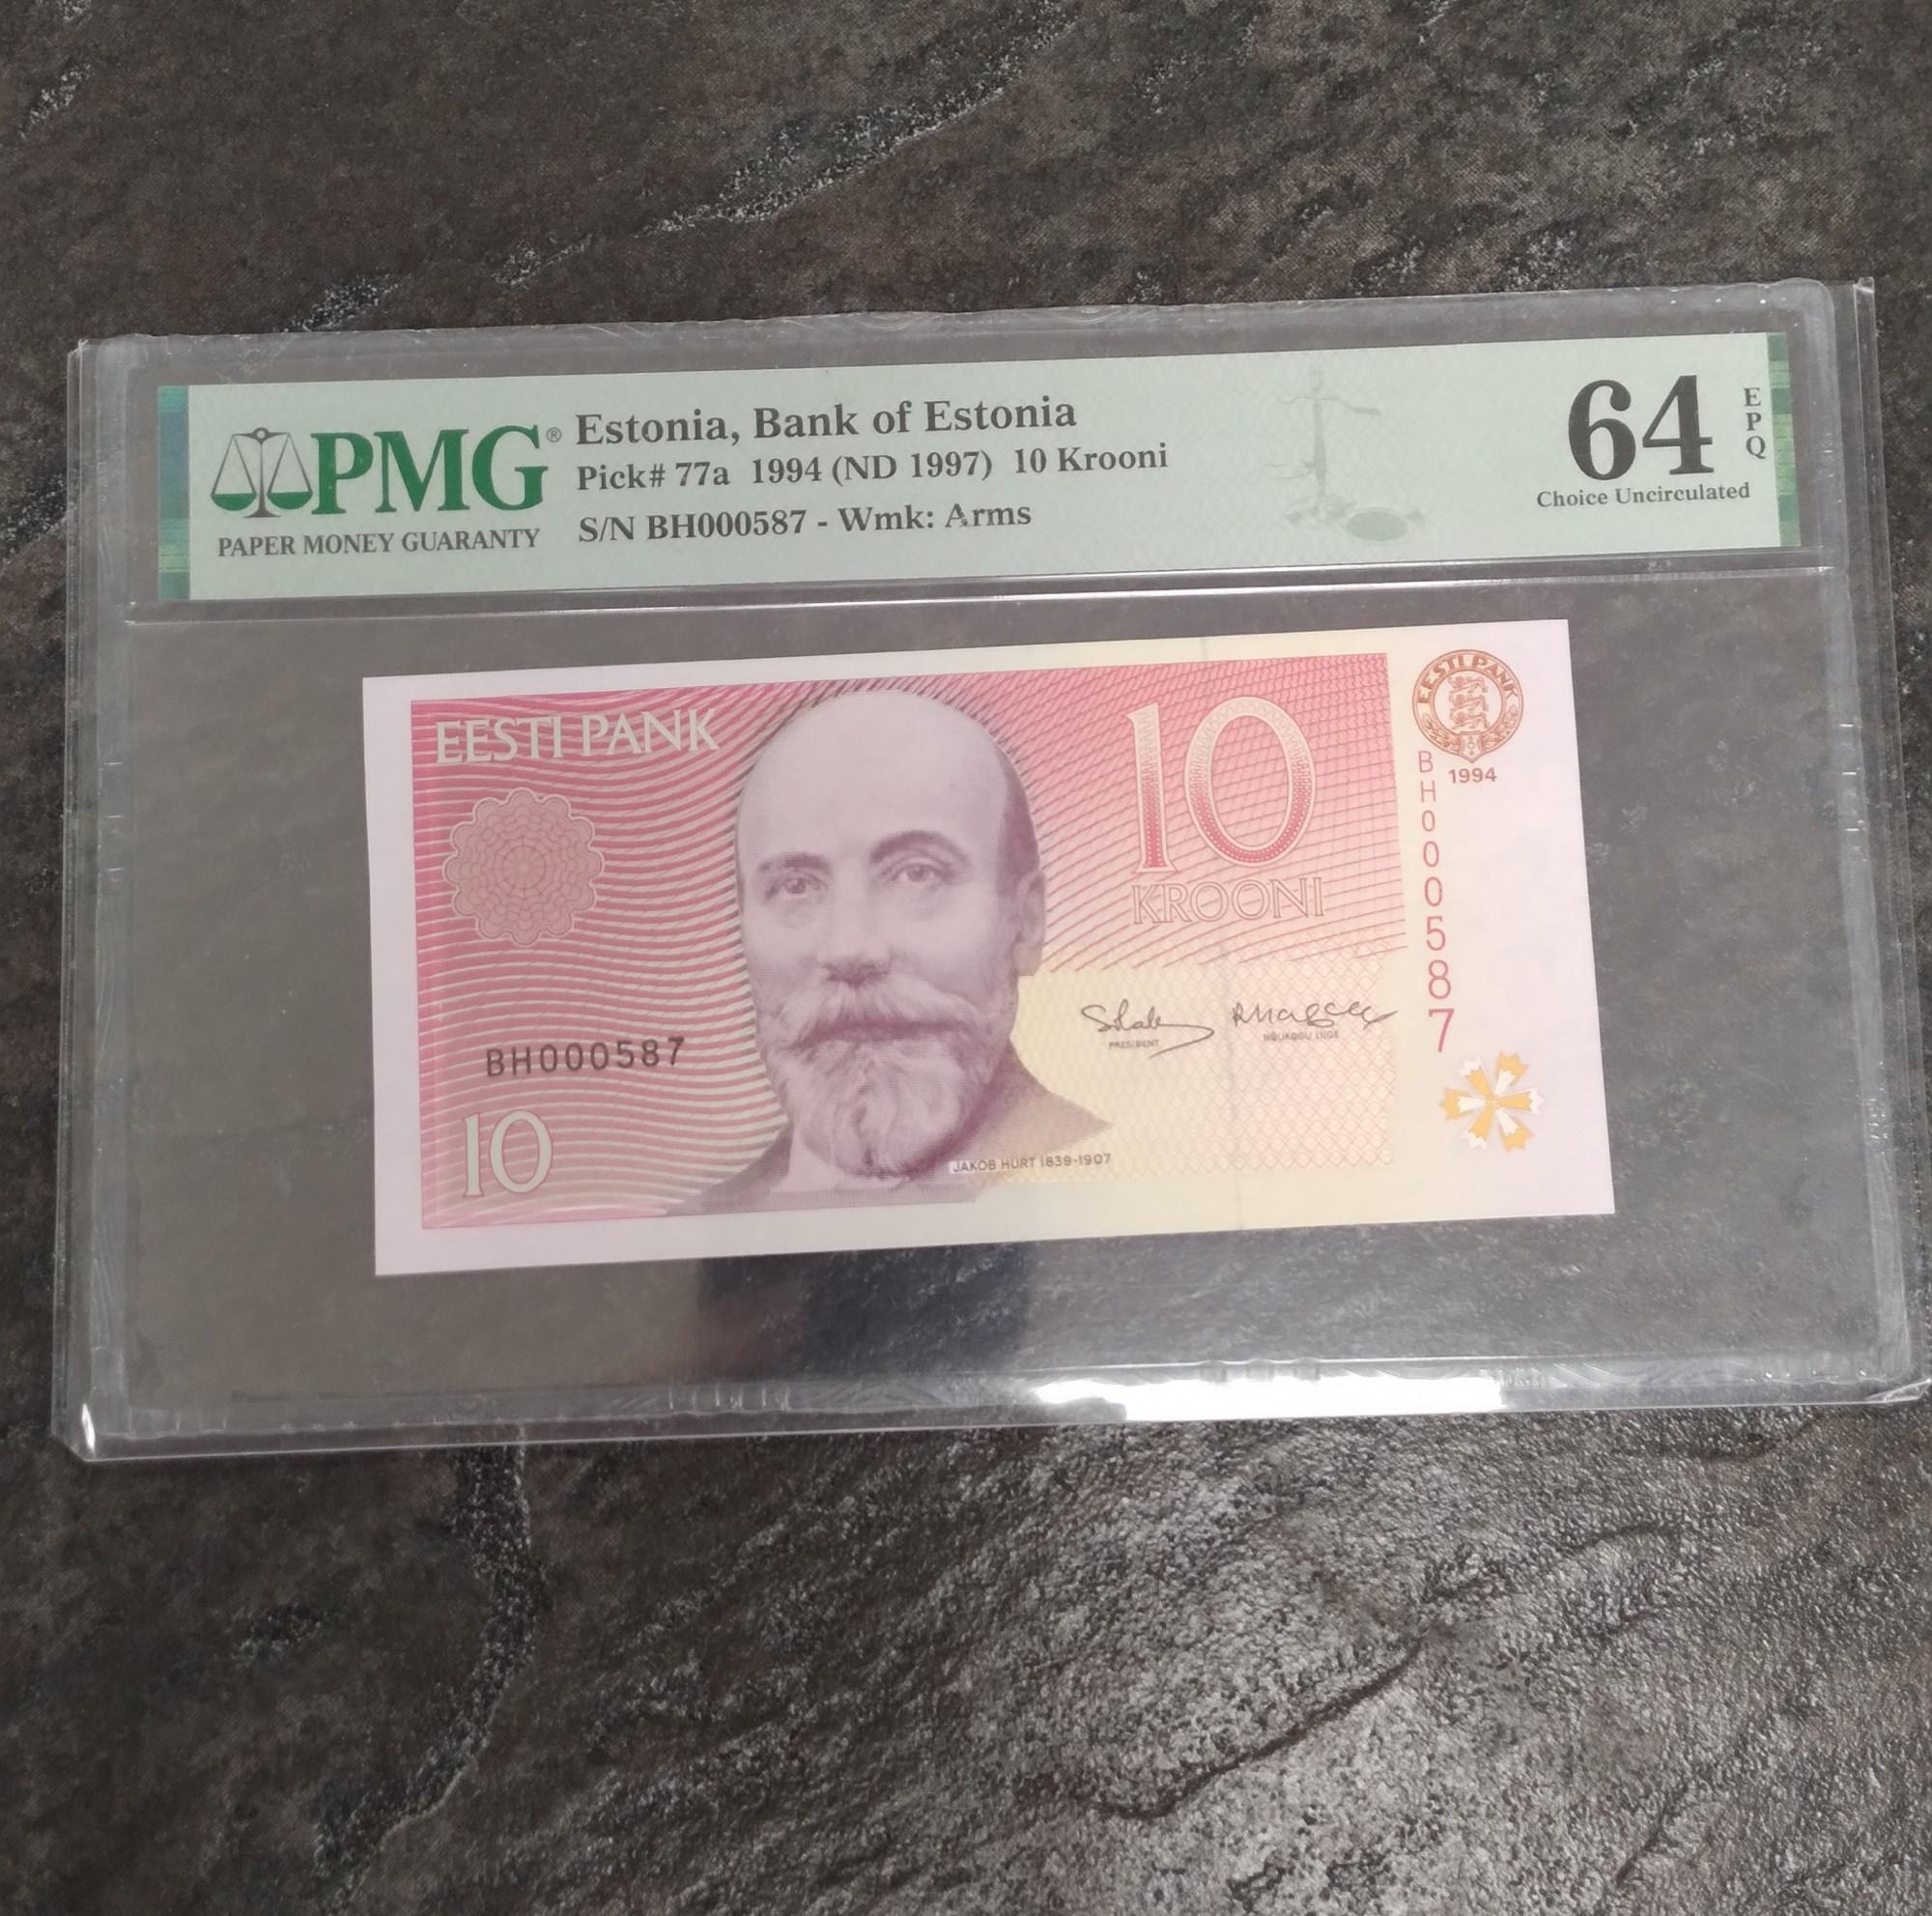 PMG®
PAPER MONEY GUARANTY
Estonia, Bank of Estonia
Pick# 77a 1994 (ND 1997) 10 Krooni
S/N BH000587 - Wmk: Arms
64
EPQ
Choice Uncirculated
EESTI PANK
10
KROONI
EESTI PANK
1994
BH000587
BH000587
10
PRESIDENT
JAKOB HURT 1839-1907